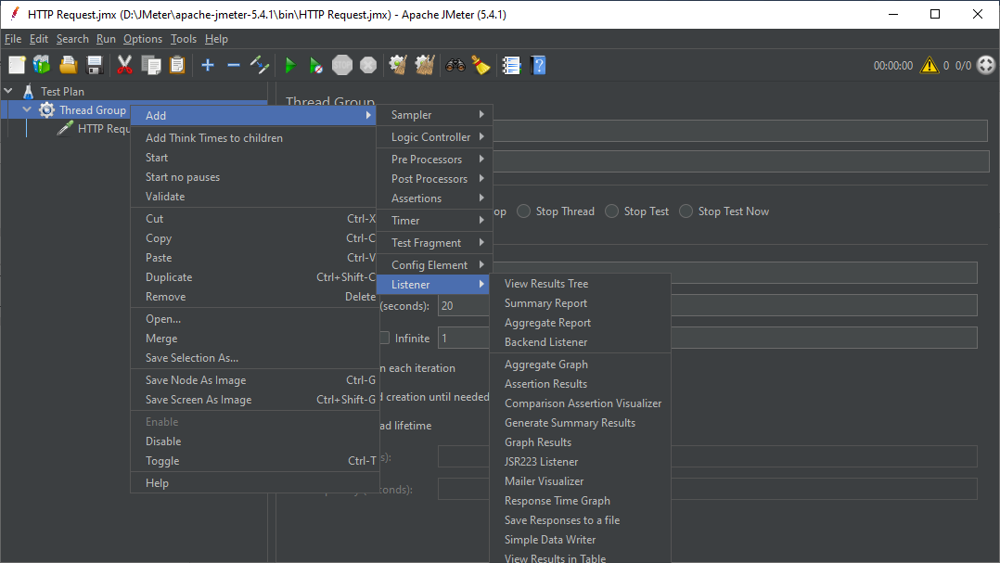 HTTP Request.jmx (D:\JMeter\apache-jmeter-5.4.1\bin\HTTP Request.jmx) - Apache JMeter (5.4.1)
File Edit Search Run Options Tools Help
STOP 00:00:00 0 0/0
Test Plan
Thread Group
HTTP Requ
Thread Group
Add
Add Think Times to children
Start
Start no pauses
Validate
Cut Ctrl-X
Copy Ctrl-C
Paste Ctrl-V
Duplicate Ctrl+Shift-C
Remove Delete
Open...
Merge
Save Selection As...
Save Node As Image Ctrl-G
Save Screen As Image Ctrl+Shift-G
Enable
Disable
Toggle Ctrl-T
Help
Sampler
Logic Controller
Pre Processors
Post Processors
Assertions
Timer
Test Fragment
Config Element
Listener
View Results Tree
Summary Report
Aggregate Report
Backend Listener
Aggregate Graph
Assertion Results
Comparison Assertion Visualizer
Generate Summary Results
Graph Results
JSR223 Listener
Mailer Visualizer
Response Time Graph
Save Responses to a file
Simple Data Writer
View Results in Table
op Stop Thread Stop Test Stop Test Now
(seconds): 20
Infinite 1
n each iteration
d creation until needed
ad lifetime
s):
onds):